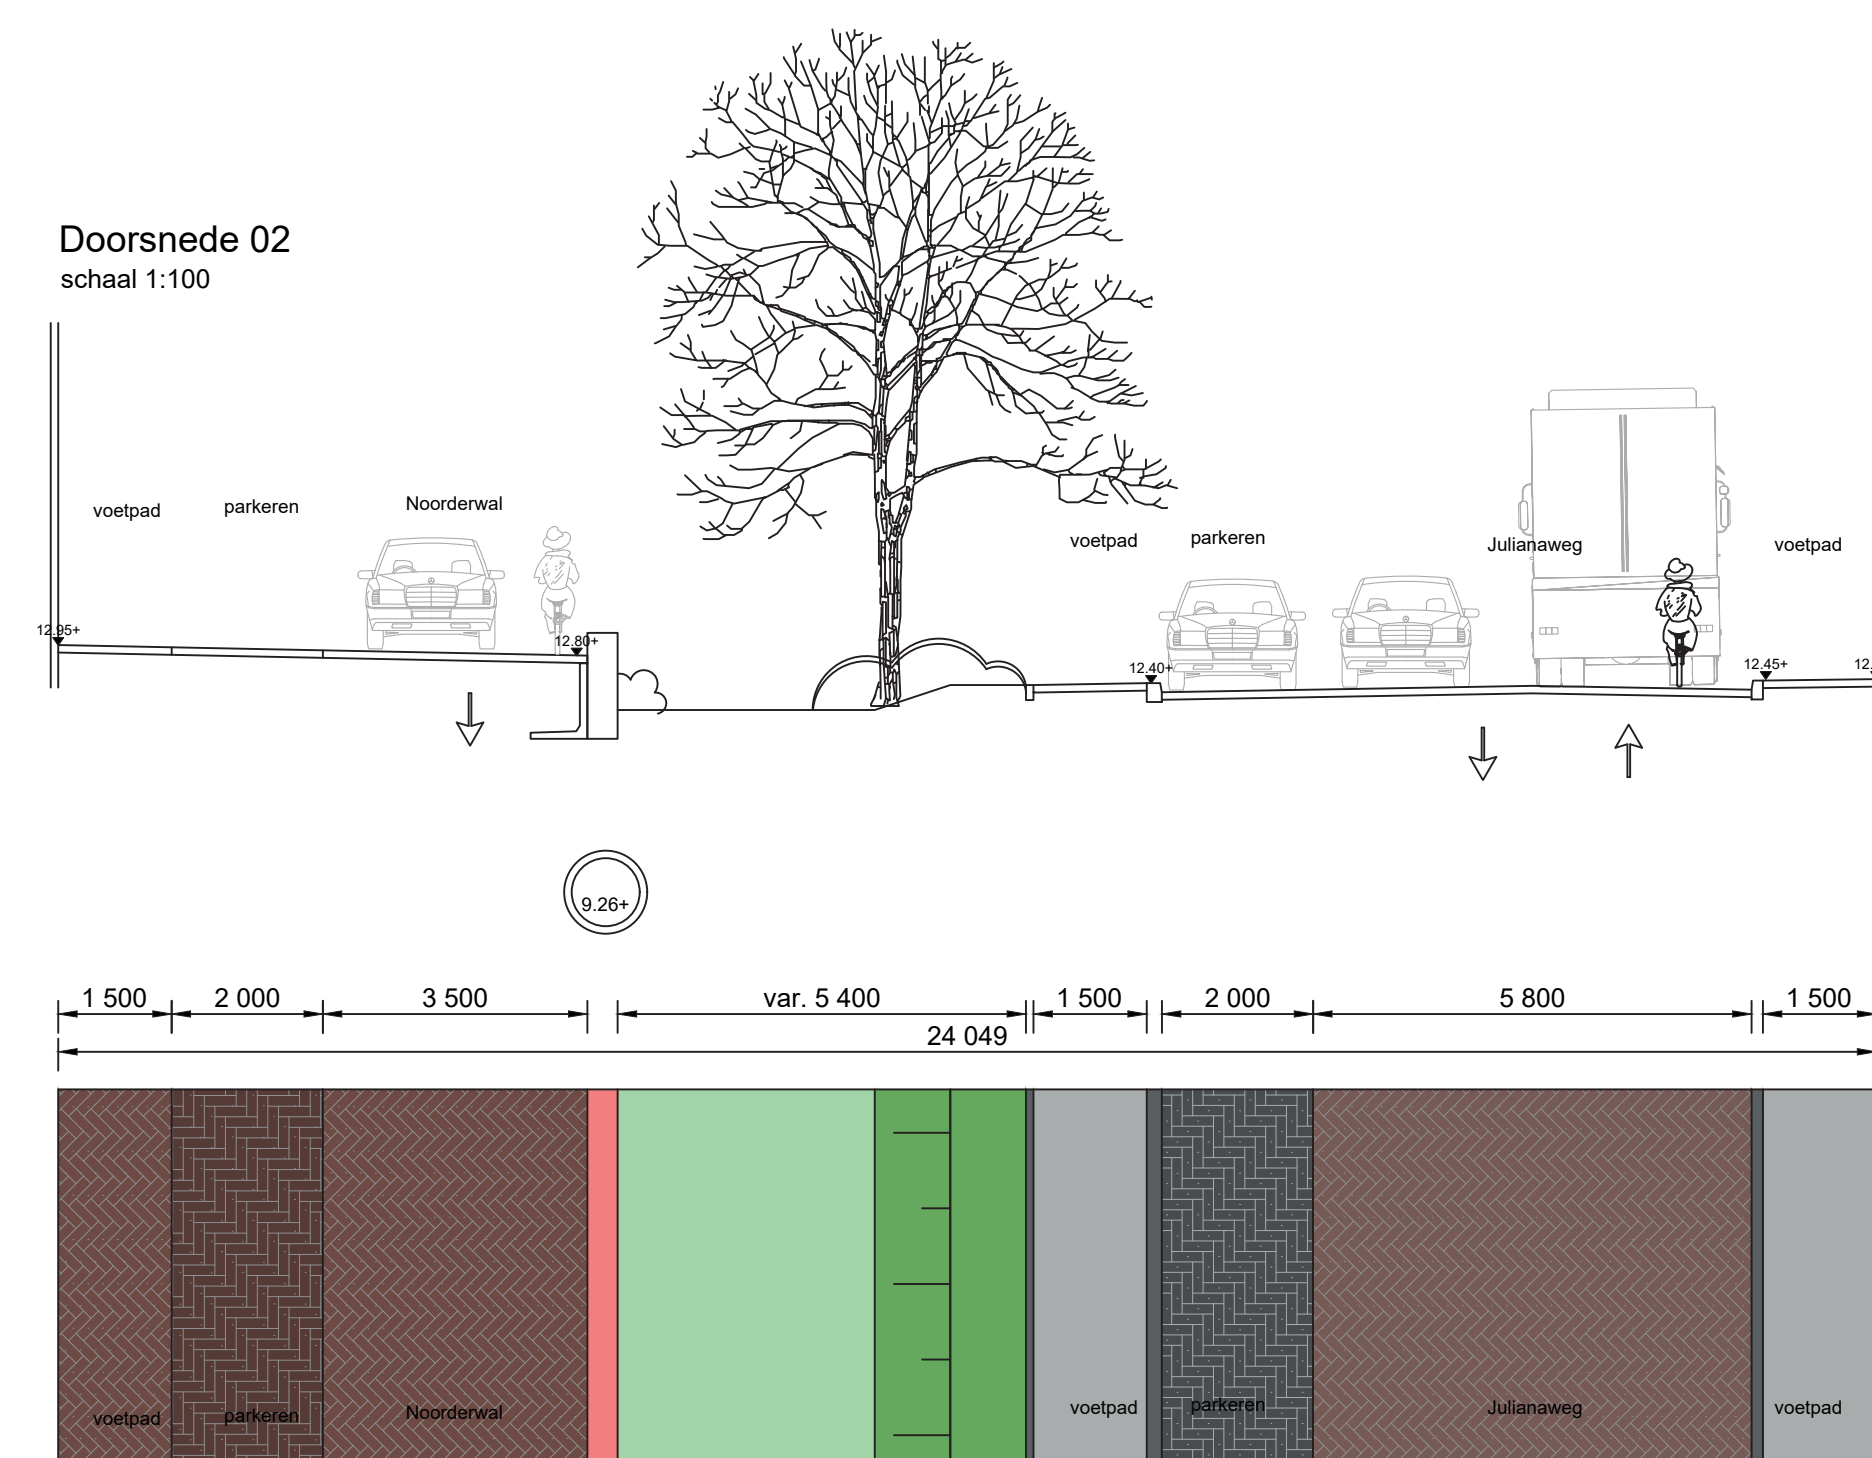 Doorsnede 02
schaal 1:100
voetpad
parkeren
Noorderwal
voetpad
parkeren
Julianaweg
voetpad
12.95+
12.80+
12.40+
12.45+
12.
9.26+
1 500
2 000
3 500
var. 5 400
1 500
2 000
5 800
1 500
24 049
voetpad
parkeren
Noorderwal
voetpad
parkeren
Julianaweg
voetpad